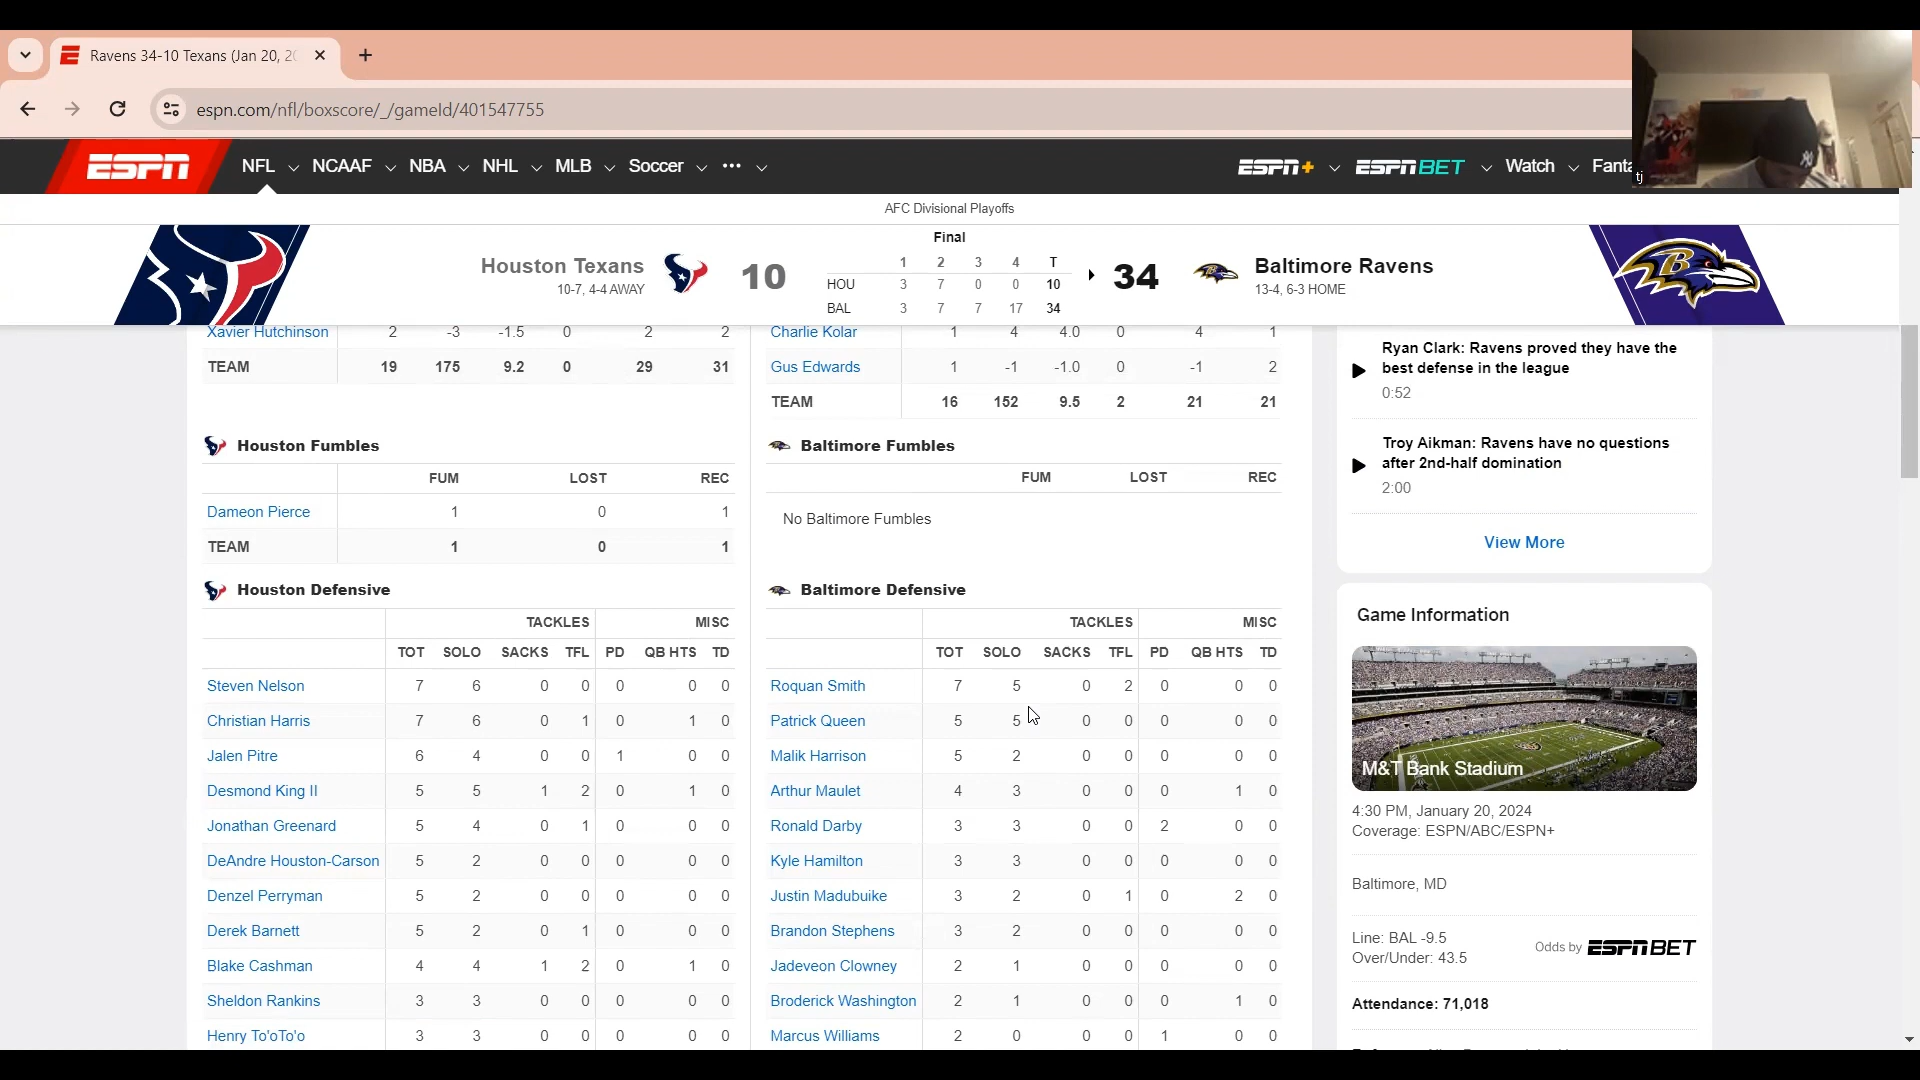 Ravens 34-10 Texans (Jan 20, 20
espn.com/nfl/boxscore/_/gameId/401547755
ESPN NFL NCAAF NBA NHL MLB Soccer ••• ESPN+ ESPN BET Watch Fanta
tj
AFC Divisional Playoffs
Final
Houston Texans 10 1 2 3 4 T 34 Baltimore Ravens
10-7, 4-4 AWAY HOU 3 7 0 0 10 13-4, 6-3 HOME
BAL 3 7 7 17 34
Xavier Hutchinson 2 -3 -1.5 0 2 2
TEAM 19 175 9.2 0 29 31
Charlie Kolar 1 4 4.0 0 4 1
Gus Edwards 1 -1 -1.0 0 -1 2
TEAM 16 152 9.5 2 21 21
Houston Fumbles
FUM LOST REC
Dameon Pierce 1 0 1
TEAM 1 0 1
Baltimore Fumbles
FUM LOST REC
No Baltimore Fumbles
Houston Defensive
TACKLES MISC
TOT SOLO SACKS TFL PD QB HTS TD
Steven Nelson 7 6 0 0 0 0 0
Christian Harris 7 6 0 1 0 1 0
Jalen Pitre 6 4 0 0 1 0 0
Desmond King II 5 5 1 2 0 1 0
Jonathan Greenard 5 4 0 1 0 0 0
DeAndre Houston-Carson 5 2 0 0 0 0 0
Denzel Perryman 5 2 0 0 0 0 0
Derek Barnett 5 2 0 1 0 0 0
Blake Cashman 4 4 1 2 0 1 0
Sheldon Rankins 3 3 0 0 0 0 0
Henry To'oTo'o 3 3 0 0 0 0 0
Baltimore Defensive
TACKLES MISC
TOT SOLO SACKS TFL PD QB HTS TD
Roquan Smith 7 5 0 2 0 0 0
Patrick Queen 5 5 0 0 0 0 0
Malik Harrison 5 2 0 0 0 0 0
Arthur Maulet 4 3 0 0 0 1 0
Ronald Darby 3 3 0 0 2 0 0
Kyle Hamilton 3 3 0 0 0 0 0
Justin Madubuike 3 2 0 1 0 2 0
Brandon Stephens 3 2 0 0 0 0 0
Jadeveon Clowney 2 1 0 0 0 0 0
Broderick Washington 2 1 0 0 0 1 0
Marcus Williams 2 0 0 0 1 0 0
Ryan Clark: Ravens proved they have the
best defense in the league
0:52
Troy Aikman: Ravens have no questions
after 2nd-half domination
2:00
View More
Game Information
M&T Bank Stadium
4:30 PM, January 20, 2024
Coverage: ESPN/ABC/ESPN+
Baltimore, MD
Line: BAL -9.5
Over/Under: 43.5
Odds by ESPN BET
Attendance: 71,018